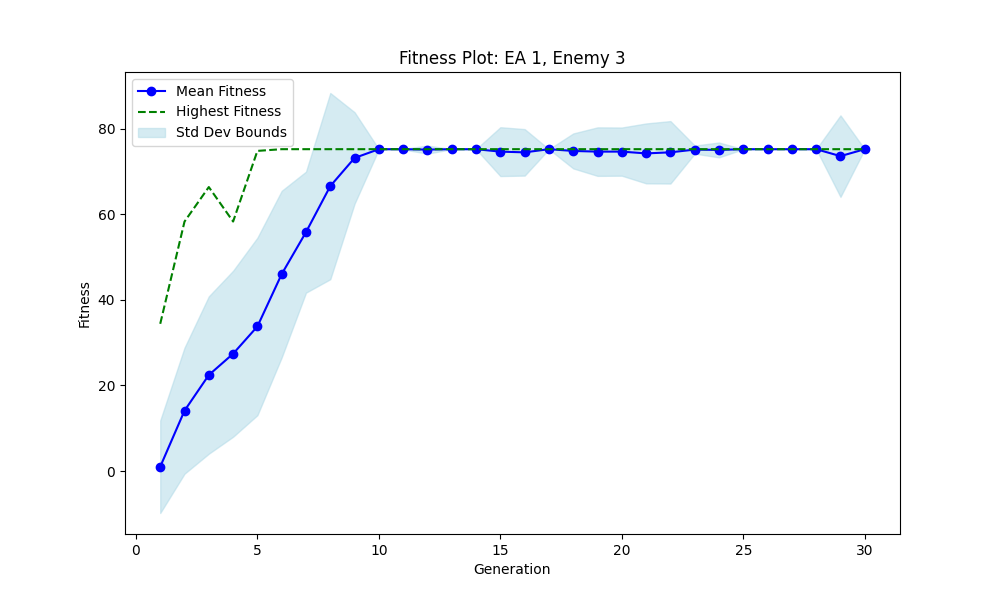 Fitness Plot: EA 1, Enemy 3
Mean Fitness
Highest Fitness
Std Dev Bounds
80
60
40
20
0
Fitness
0 5 10 15 20 25 30
Generation